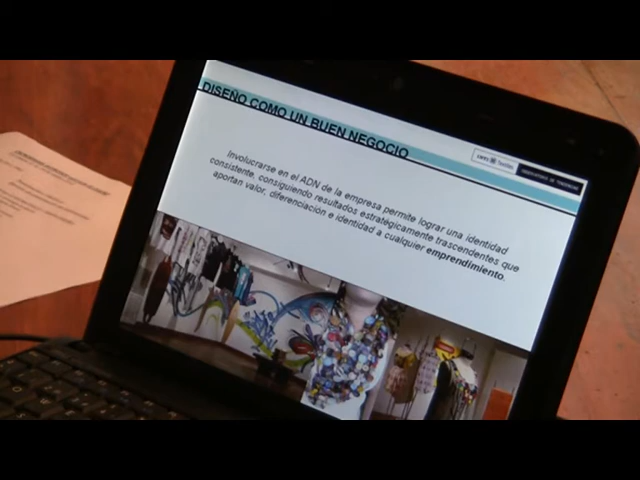 DISEÑO COMO UN BUEN NEGOCIO
Involucrarse en el ADN de la empresa permite lograr una identidad
consistente, consiguiendo resultados estratégicamente trascendentes que
aportan valor, diferenciación e identidad a cualquier emprendimiento.